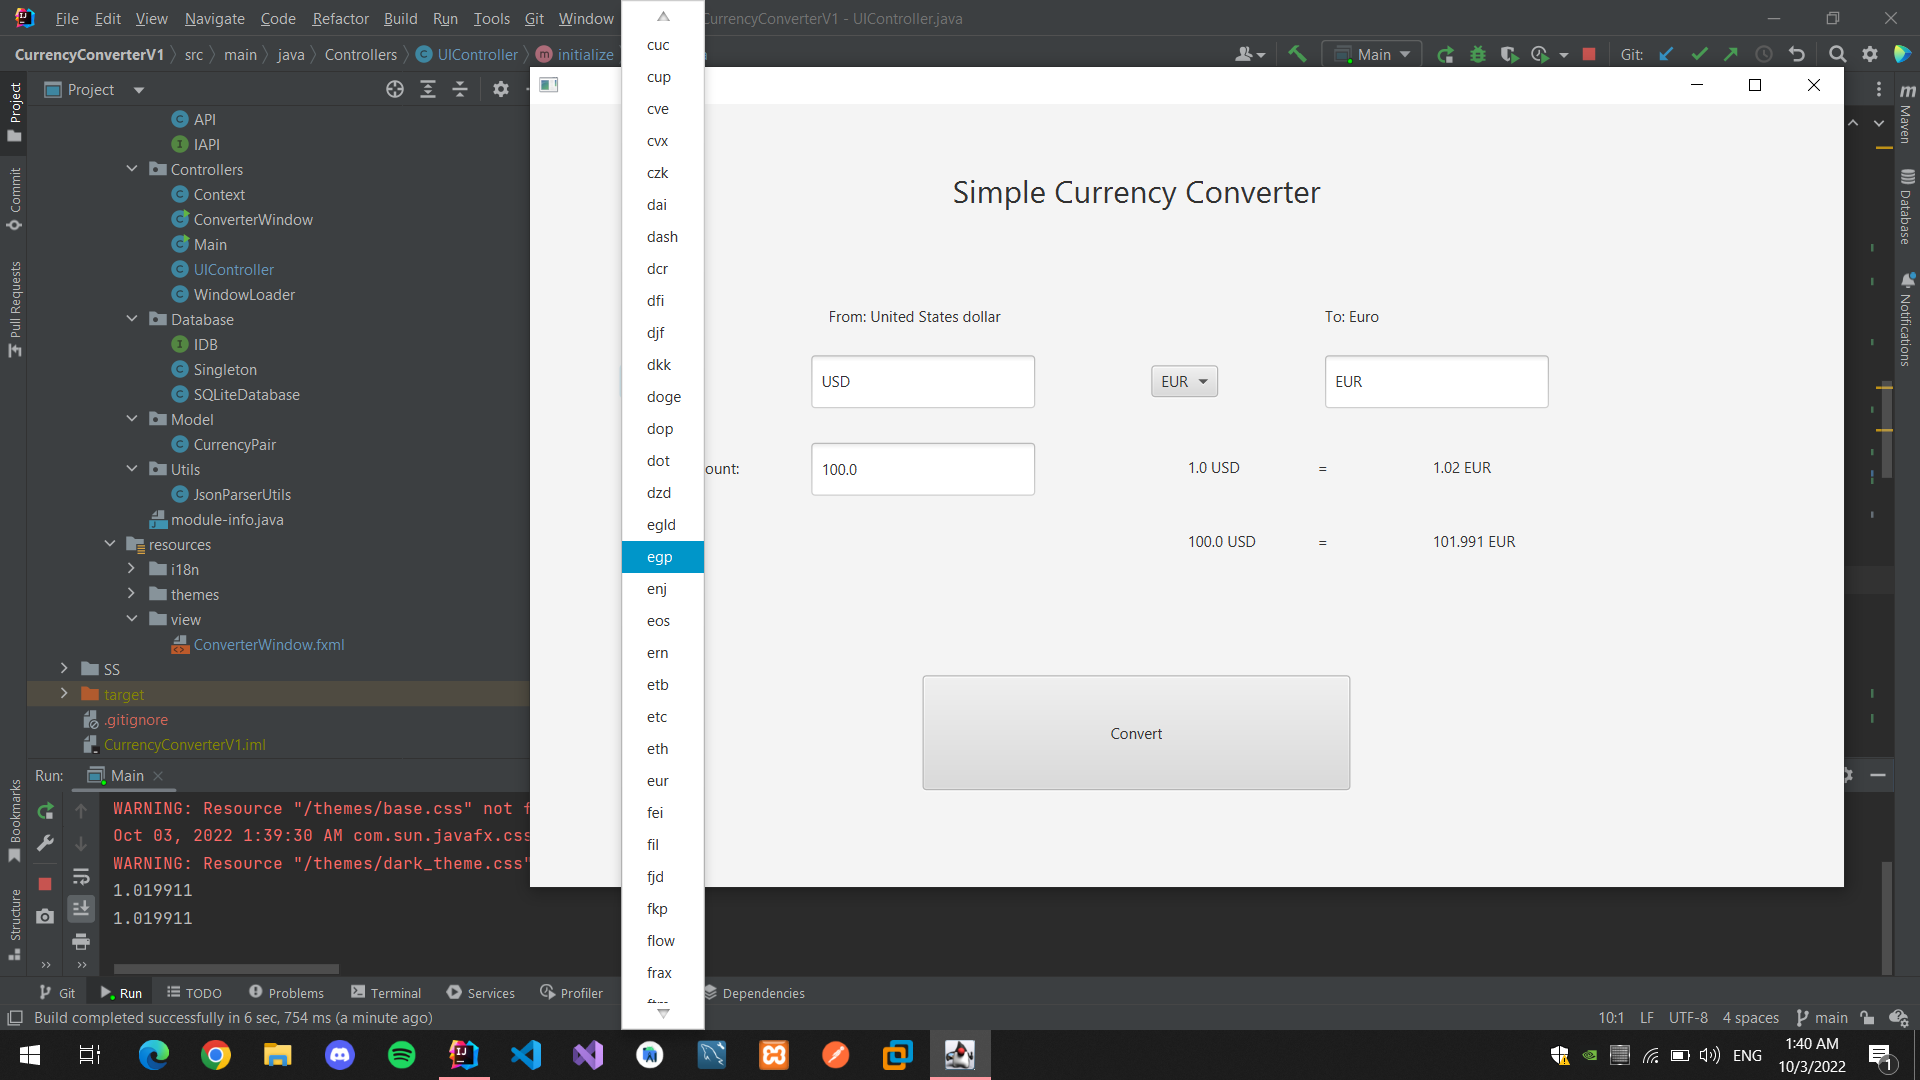 File Edit View Navigate Code Refactor Build Run Tools Git Window
CurrencyConverterV1 - UIController.java
CurrencyConverterV1 src main java Controllers UIController initialize
Main
Git:
Project
API
IAPI
Controllers
Context
ConverterWindow
Main
UIController
WindowLoader
Database
IDB
Singleton
SQLiteDatabase
Model
CurrencyPair
Utils
JsonParserUtils
module-info.java
resources
i18n
themes
view
ConverterWindow.fxml
SS
target
.gitignore
CurrencyConverterV1.iml
Project
Commit
Pull Requests
Bookmarks
Structure
cuc
cup
cve
cvx
czk
dai
dash
dcr
dfi
djf
dkk
doge
dop
dot
dzd
egld
egp
enj
eos
ern
etb
etc
eth
eur
fei
fil
fjd
fkp
flow
frax
Simple Currency Converter
From: United States dollar
To: Euro
USD
EUR
EUR
ount:
100.0
1.0 USD = 1.02 EUR
100.0 USD = 101.991 EUR
Convert
Maven
Database
Notifications
Run: Main
WARNING: Resource "/themes/base.css" not f
Oct 03, 2022 1:39:30 AM com.sun.javafx.css
WARNING: Resource "/themes/dark_theme.css"
1.019911
1.019911
Git Run TODO Problems Terminal Services Profiler Dependencies
Build completed successfully in 6 sec, 754 ms (a minute ago)
10:1 LF UTF-8 4 spaces main
ENG
1:40 AM
10/3/2022
1